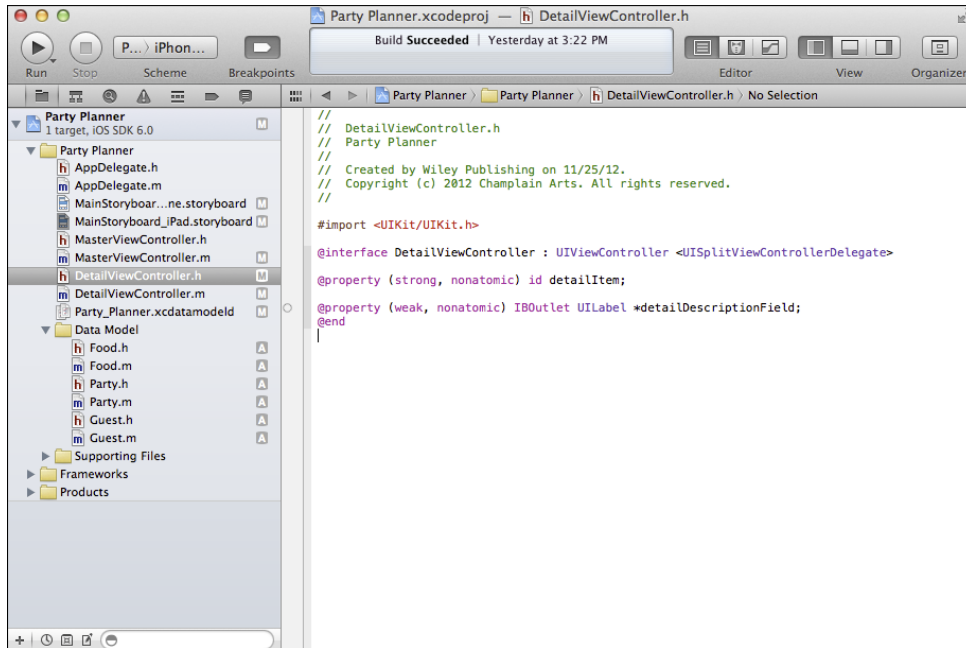 Party Planner.xcodeproj — h DetailViewController.h
Build Succeeded | Yesterday at 3:22 PM
P... › iPhon...
Run Stop Scheme Breakpoints Editor View Organizer
Party Planner › Party Planner › h DetailViewController.h › No Selection
Party Planner M
1 target, iOS SDK 6.0
Party Planner
h AppDelegate.h
m AppDelegate.m
MainStoryboar...ne.storyboard M
MainStoryboard_iPad.storyboard M
h MasterViewController.h
m MasterViewController.m M
h DetailViewController.h M
m DetailViewController.m M
Party_Planner.xcdatamodeld M
Data Model
h Food.h A
m Food.m A
h Party.h A
m Party.m A
h Guest.h A
m Guest.m A
Supporting Files
Frameworks
Products
//
// DetailViewController.h
// Party Planner
//
// Created by Wiley Publishing on 11/25/12.
// Copyright (c) 2012 Champlain Arts. All rights reserved.
//
#import <UIKit/UIKit.h>
@interface DetailViewController : UIViewController <UISplitViewControllerDelegate>
@property (strong, nonatomic) id detailItem;
@property (weak, nonatomic) IBOutlet UILabel *detailDescriptionField;
@end